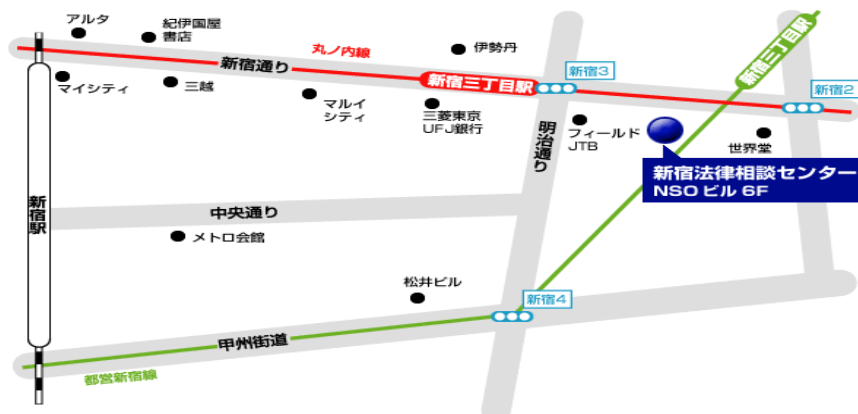 アルタ
紀伊国屋
書店
伊勢丹
丸ノ内線
新宿通り
新宿三丁目駅
新宿三丁目駅
新宿3
新宿2
マイシティ
三越
マルイ
シティ
三菱東京
UFJ銀行
明治通り
フィールド
JTB
世界堂
新宿法律相談センター
NSOビル 6F
新宿駅
中央通り
メトロ会館
松井ビル
新宿4
甲州街道
都営新宿線